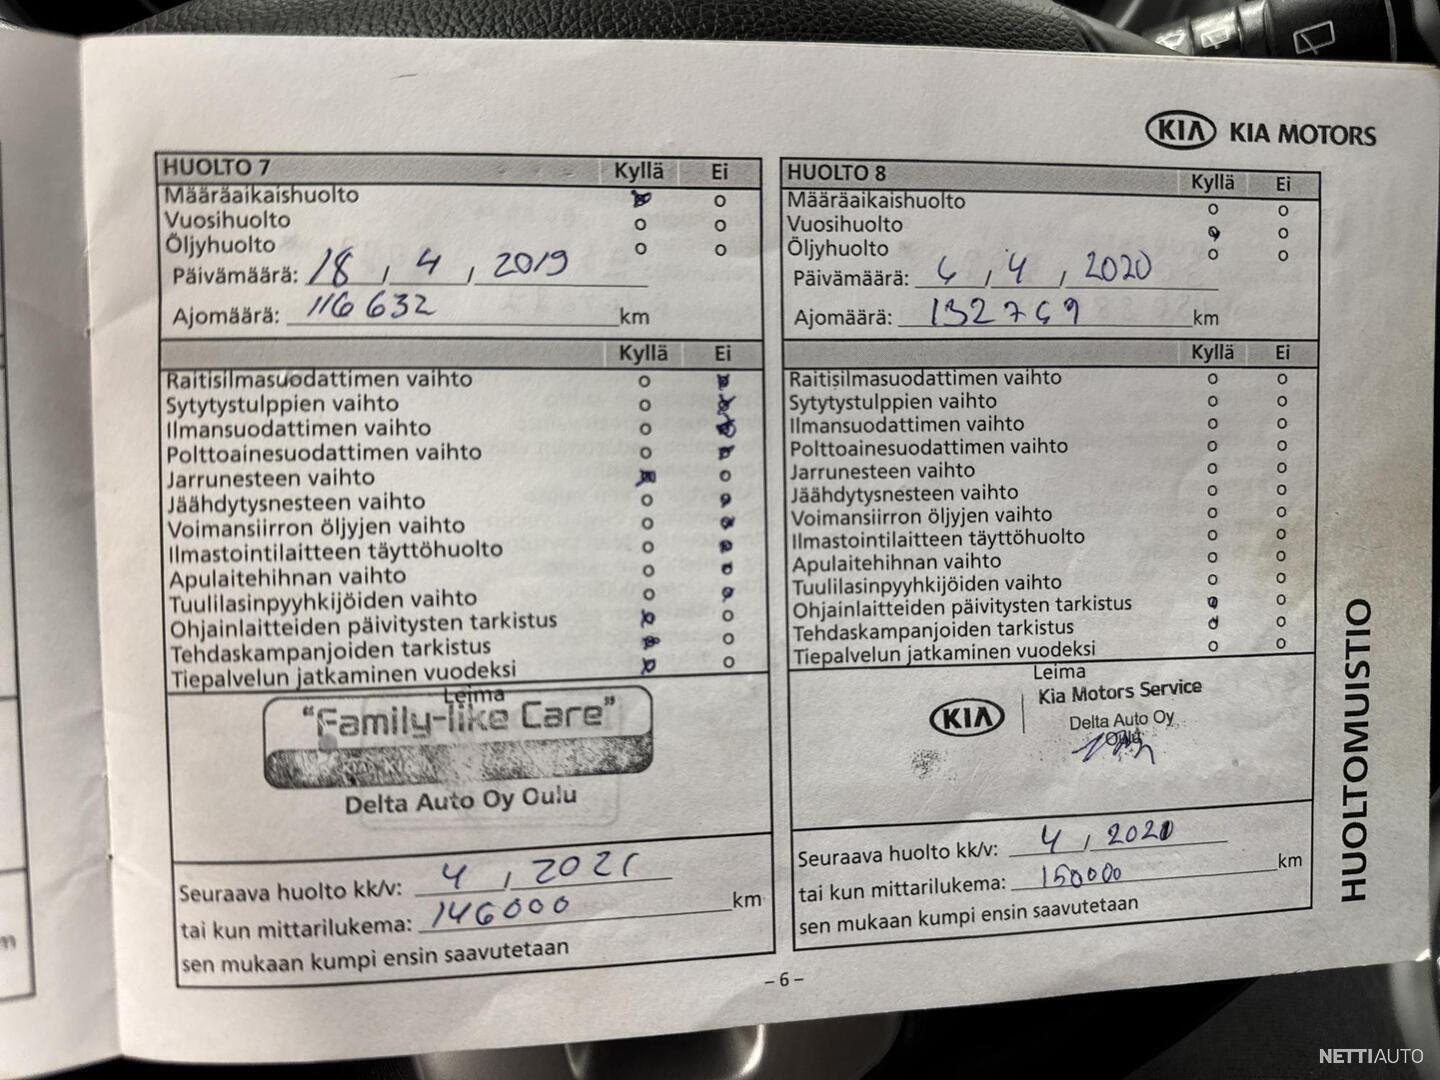 KIA KIA MOTORS
HUOLTO 7 Kyllä Ei
Määräaikaishuolto
Vuosihuolto
Öljyhuolto
Päivämäärä: 18, 4, 2019
Ajomäärä: 116 632 km
Kyllä Ei
Raitisilmasuodattimen vaihto
Sytytystulppien vaihto
Ilmansuodattimen vaihto
Polttoainesuodattimen vaihto
Jarrunesteen vaihto
Jäähdytysnesteen vaihto
Voimansiirron öljyjen vaihto
Ilmastointilaitteen täyttöhuolto
Apulaitehihnan vaihto
Tuulilasinpyyhkijöiden vaihto
Ohjainlaitteiden päivitysten tarkistus
Tehdaskampanjoiden tarkistus
Tiepalvelun jatkaminen vuodeksi
Leima
"Family-like Care"
Delta Auto Oy Oulu
Seuraava huolto kk/v: 4, 2021
tai kun mittarilukema: 146000 km
sen mukaan kumpi ensin saavutetaan
HUOLTO 8 Kyllä Ei
Määräaikaishuolto
Vuosihuolto
Öljyhuolto
Päivämäärä: , 4, 2020
Ajomäärä: km
Kyllä Ei
Raitisilmasuodattimen vaihto
Sytytystulppien vaihto
Ilmansuodattimen vaihto
Polttoainesuodattimen vaihto
Jarrunesteen vaihto
Jäähdytysnesteen vaihto
Voimansiirron öljyjen vaihto
Ilmastointilaitteen täyttöhuolto
Apulaitehihnan vaihto
Tuulilasinpyyhkijöiden vaihto
Ohjainlaitteiden päivitysten tarkistus
Tehdaskampanjoiden tarkistus
Tiepalvelun jatkaminen vuodeksi
Leima
KIA Kia Motors Service
Delta Auto Oy
Oulu
Seuraava huolto kk/v: 4, 2021
tai kun mittarilukema: 150000 km
sen mukaan kumpi ensin saavutetaan
HUOLTOMUISTIO
– 6 –
NETTIAUTO